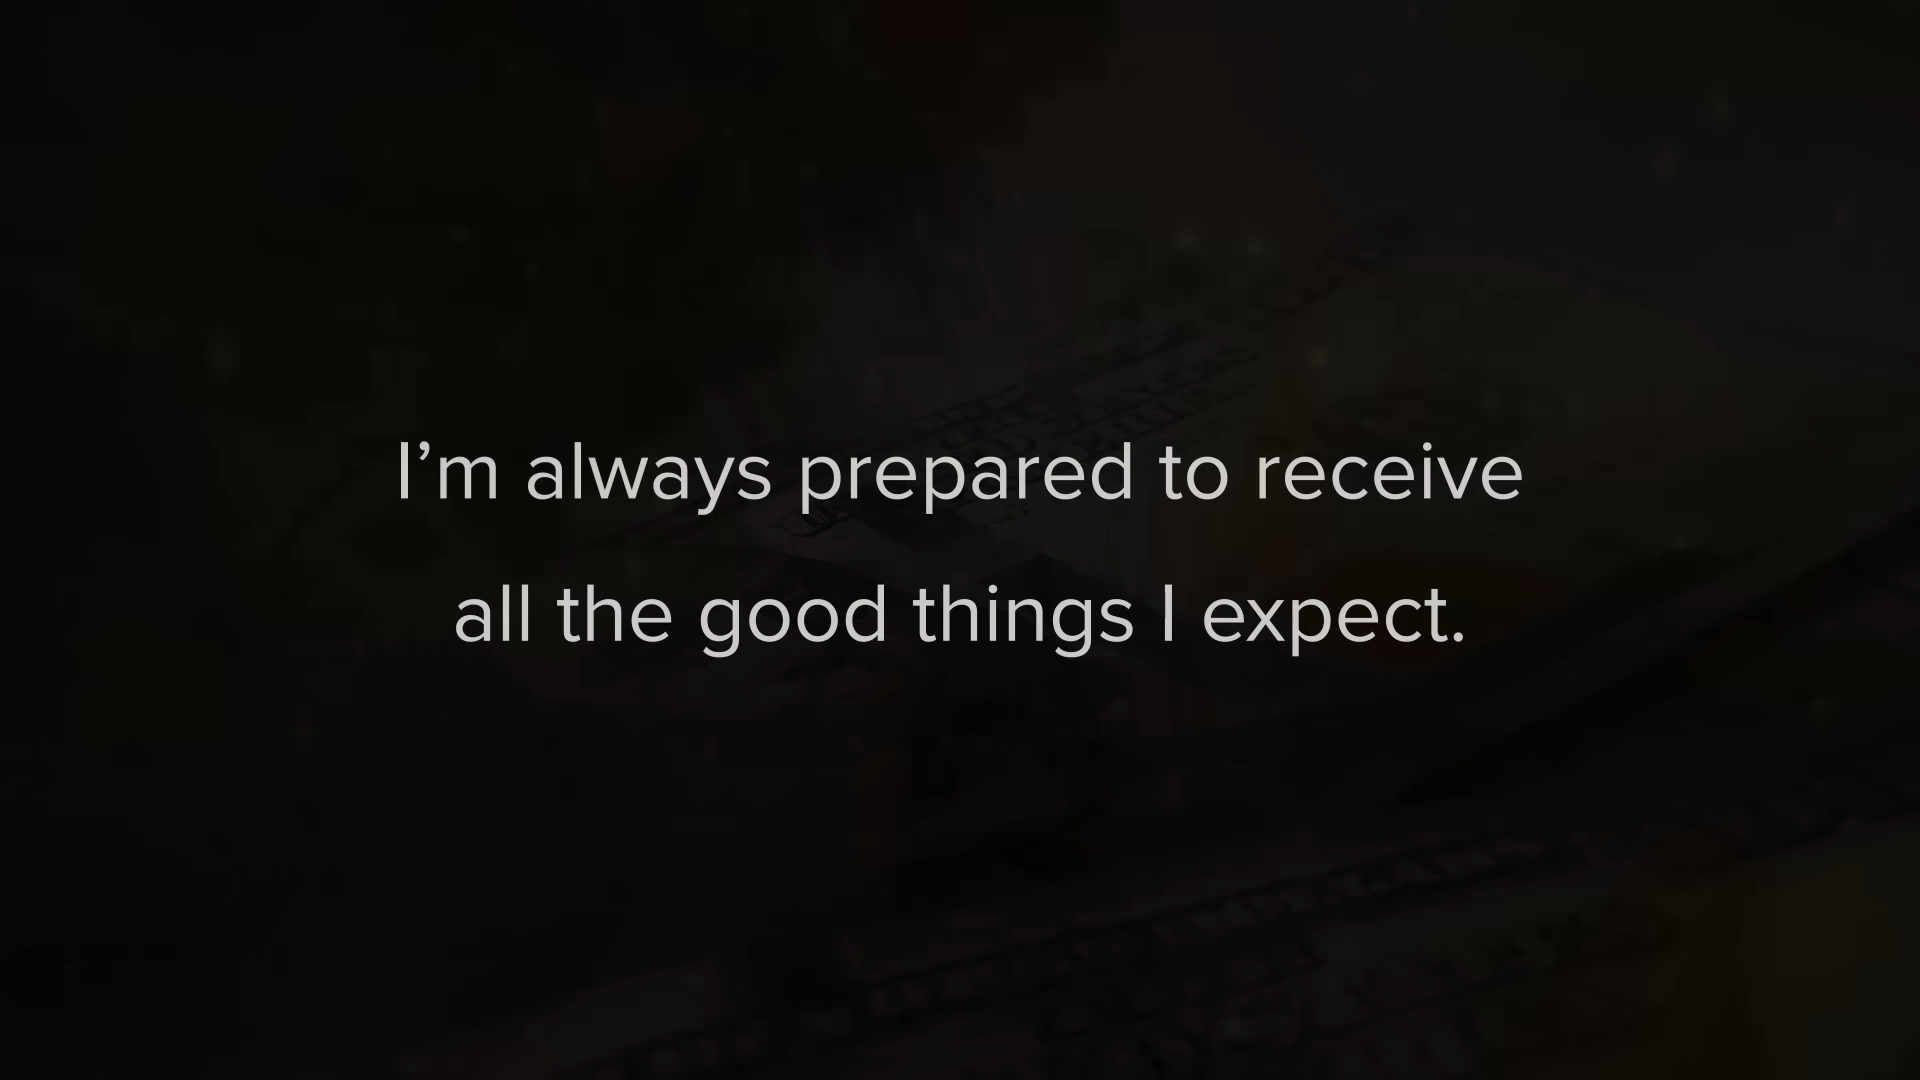 I’m always prepared to receive
all the good things I expect.